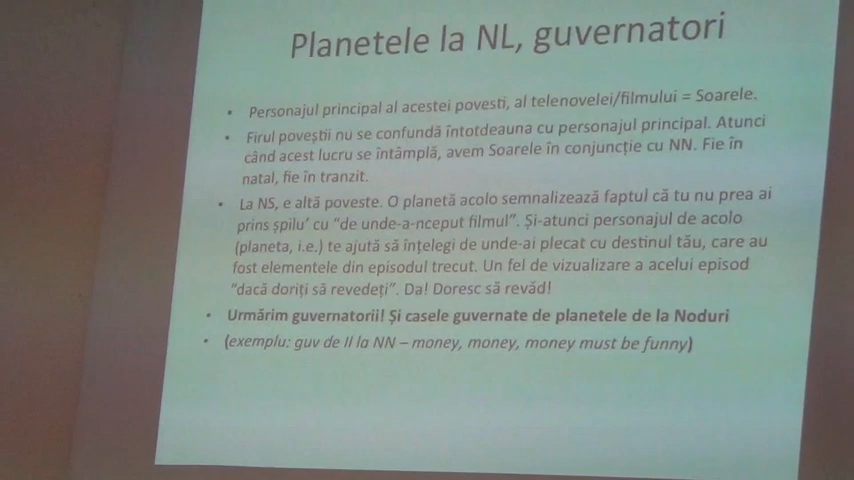 Planetele la NL, guvernatori
• Personajul principal al acestei povesti, al telenovelei/filmului = Soarele.
• Firul poveștii nu se confundă întotdeauna cu personajul principal. Atunci
când acest lucru se întâmplă, avem Soarele în conjuncție cu NN. Fie în
natal, fie în tranzit.
• La NS, e altă poveste. O planetă acolo semnalizează faptul că tu nu prea ai
prins șpilu' cu "de unde-a-nceput filmul". Și-atunci personajul de acolo
(planeta, i.e.) te ajută să înțelegi de unde-ai plecat cu destinul tău, care au
fost elementele din episodul trecut. Un fel de vizualizare a acelui episod
"dacă doriți să revedeți". Da! Doresc să revăd!
• Urmărim guvernatorii! Și casele guvernate de planetele de la Noduri
• (exemplu: guv de II la NN – money, money, money must be funny)